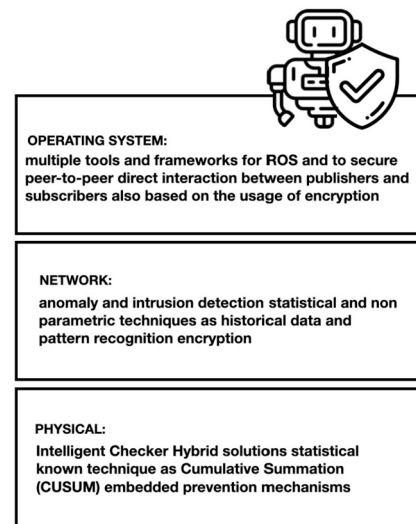 OPERATING SYSTEM:
multiple tools and frameworks for ROS and to secure
peer-to-peer direct interaction between publishers and
subscribers also based on the usage of encryption
NETWORK:
anomaly and intrusion detection statistical and non
parametric techniques as historical data and
pattern recognition encryption
PHYSICAL:
Intelligent Checker Hybrid solutions statistical
known technique as Cumulative Summation
(CUSUM) embedded prevention mechanisms